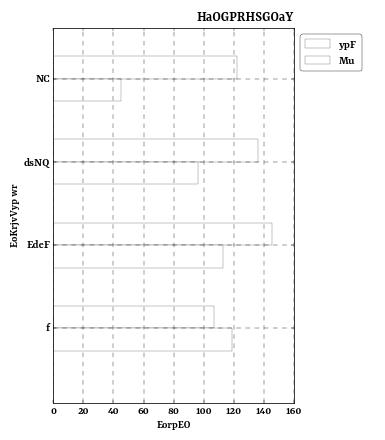 HaOGPRHSGOaY
ypF
Mu
NC
dsNQ
EdcF
f
EoKrjvVyp wr
0 20 40 60 80 100 120 140 160
EorpEO